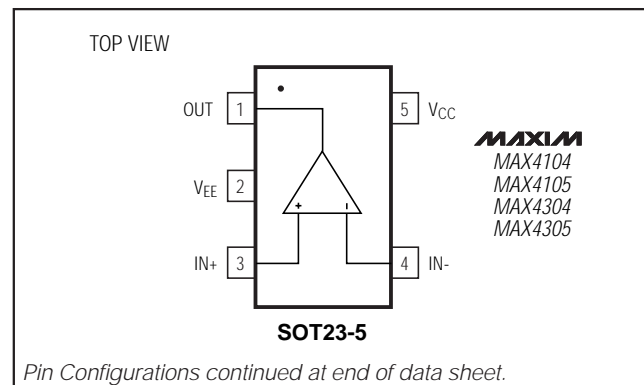 TOP VIEW
OUT 1
5 VCC
VEE 2
IN+ 3
4 IN-
+ -
MAXIM
MAX4104
MAX4105
MAX4304
MAX4305
SOT23-5
Pin Configurations continued at end of data sheet.